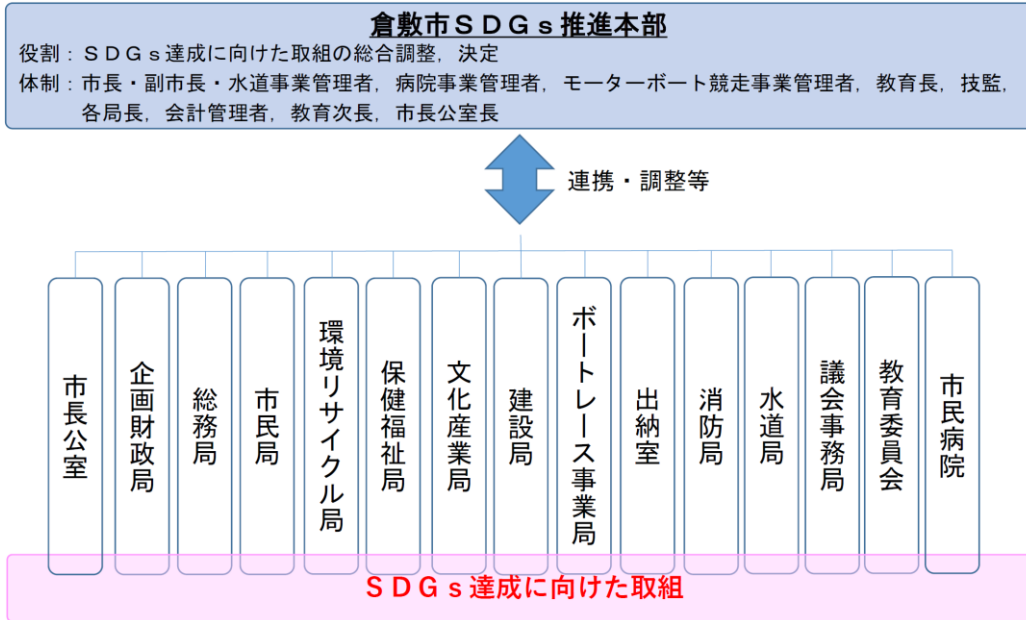 倉敷市ＳＤＧｓ推進本部
役割：ＳＤＧｓ達成に向けた取組の総合調整，決定
体制：市長・副市長・水道事業管理者，病院事業管理者，モーターボート競走事業管理者，教育長，技監，
各局長，会計管理者，教育次長，市長公室長
連携・調整等
市長公室
企画財政局
総務局
市民局
環境リサイクル局
保健福祉局
文化産業局
建設局
ボートレース事業局
出納室
消防局
水道局
議会事務局
教育委員会
市民病院
ＳＤＧｓ達成に向けた取組